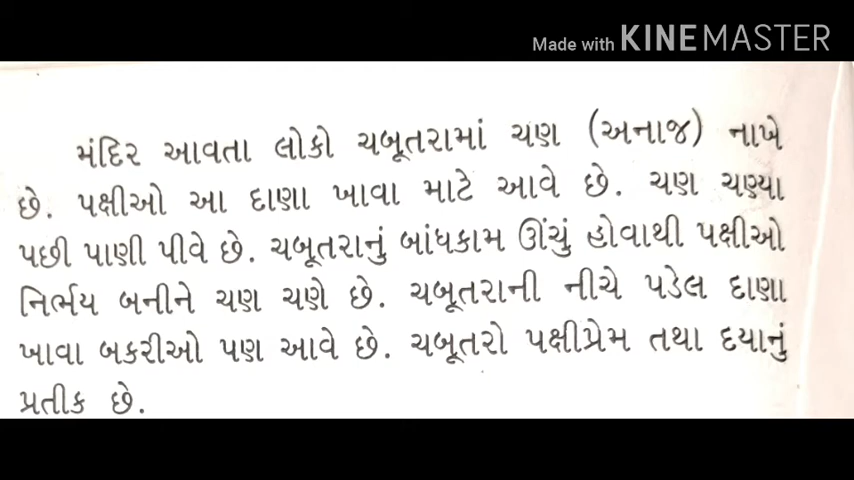 Made with KINEMASTER
મંદિર આવતા લોકો ચબૂતરામાં ચણ (અનાજ) નાખે
છે. પક્ષીઓ આ દાણા ખાવા માટે આવે છે. ચણ ચણ્યા
પછી પાણી પીવે છે. ચબૂતરાનું બાંધકામ ઊંચું હોવાથી પક્ષીઓ
નિર્ભય બનીને ચણ ચણે છે. ચબૂતરાની નીચે પડેલ દાણા
ખાવા બકરીઓ પણ આવે છે. ચબૂતરો પક્ષીપ્રેમ તથા દયાનું
પ્રતીક છે.